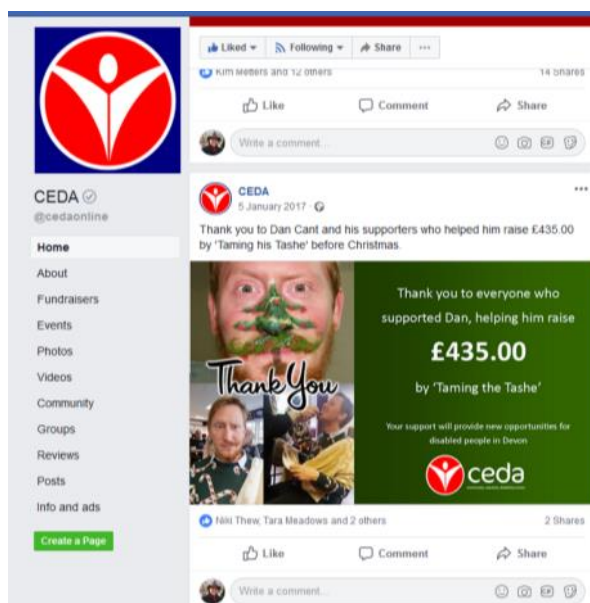 Liked
Following
Share
Kim Metters and 12 others
14 Shares
Like
Comment
Share
Write a comment...
CEDA
@cedaonline
Home
About
Fundraisers
Events
Photos
Videos
Community
Groups
Reviews
Posts
Info and ads
Create a Page
CEDA
5 January 2017
Thank you to Dan Cant and his supporters who helped him raise £435.00
by 'Taming his Tashe' before Christmas.
Thank You
Thank you to everyone who
supported Dan, helping him raise
£435.00
by 'Taming the Tashe'
Your support will provide new opportunities for
disabled people in Devon
ceda
Niki Thew, Tara Meadows and 2 others
2 Shares
Like
Comment
Share
Write a comment...